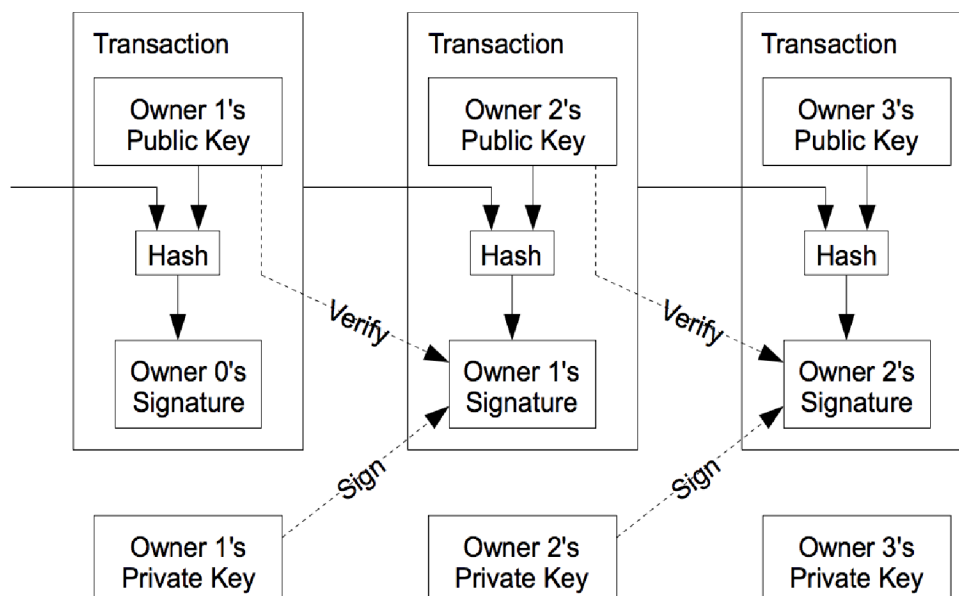 Transaction
Transaction
Transaction
Owner 1's
Public Key
Owner 2's
Public Key
Owner 3's
Public Key
Hash
Hash
Hash
Verify
Verify
Owner 0's
Signature
Owner 1's
Signature
Owner 2's
Signature
Sign
Sign
Owner 1's
Private Key
Owner 2's
Private Key
Owner 3's
Private Key